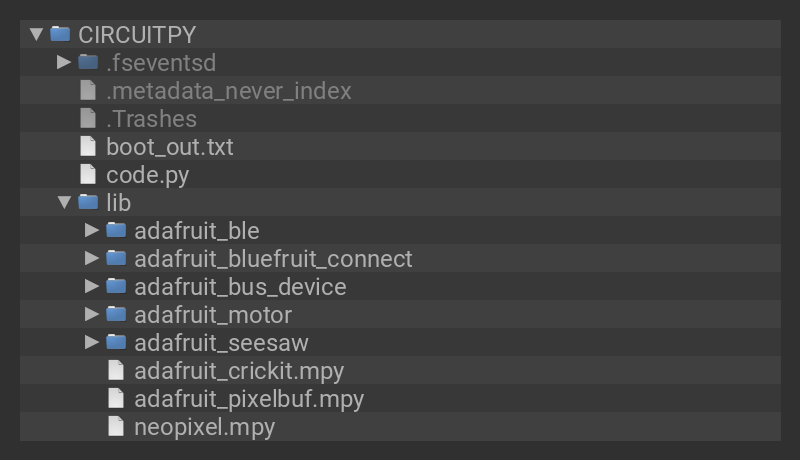 CIRCUITPY
.fseventsd
.metadata_never_index
.Trashes
boot_out.txt
code.py
lib
adafruit_ble
adafruit_bluefruit_connect
adafruit_bus_device
adafruit_motor
adafruit_seesaw
adafruit_crickit.mpy
adafruit_pixelbuf.mpy
neopixel.mpy